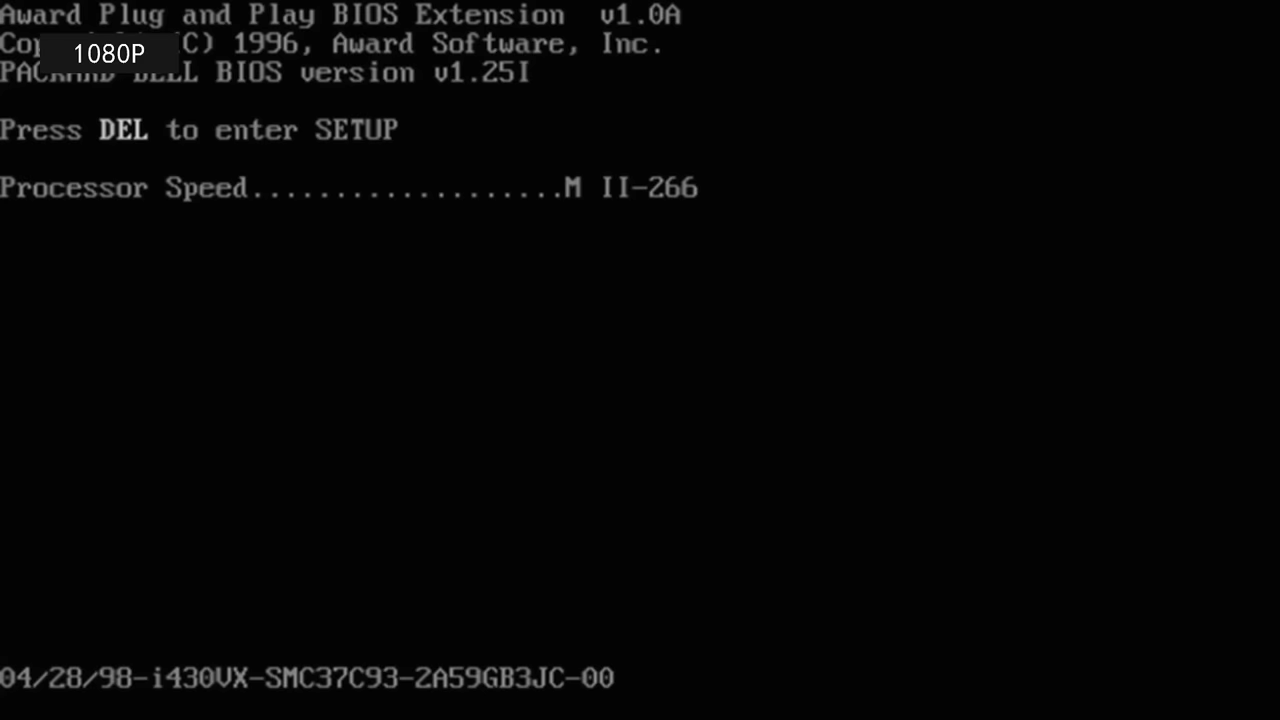 Award Plug and Play BIOS Extension v1.0A
(C) 1996, Award Software, Inc.
1080P
BIOS version v1.25I
Press DEL to enter SETUP
Processor Speed...................M II-266
04/28/98-i430VX-SMC37C93-2A59GB3JC-00